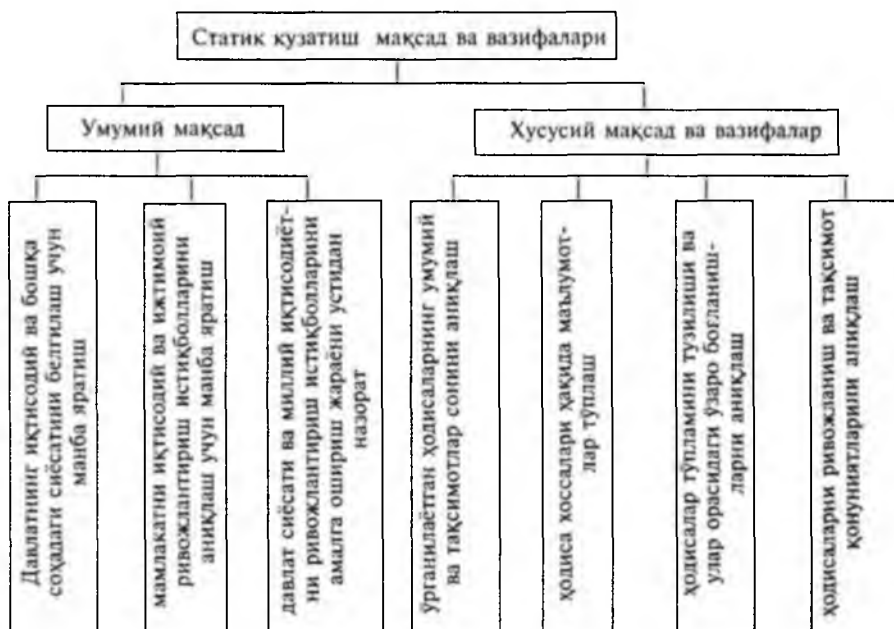 Статик кузатиш мақсад ва вазифалари
Умумий мақсад
Хусусий мақсад ва вазифалар
Давлатнинг иқтисодий ва бошқа
соҳадаги сиёсатини белгилаш учун
манба яратиш
мамлакатни иқтисодий ва ижтимоий
ривожлантириш истиқболларини
аниқлаш учун манба яратиш
давлат сиёсати ва миллий иқтисодиёт-
ни ривожлантириш истиқболларини
амалга ошириш жараёни устидан
назорат
ўрганилаётган ҳодисаларнинг умумий
ва тақсимотлар сонини аниқлаш
ҳодиса хоссалари ҳақида маълумот-
лар тўплаш
ҳодисалар тўпламини тузилиши ва
улар орасидаги ўзаро боғланиш-
ларни аниқлаш
ҳодисаларни ривожланиш ва тақсимот
қонуниятларини аниқлаш